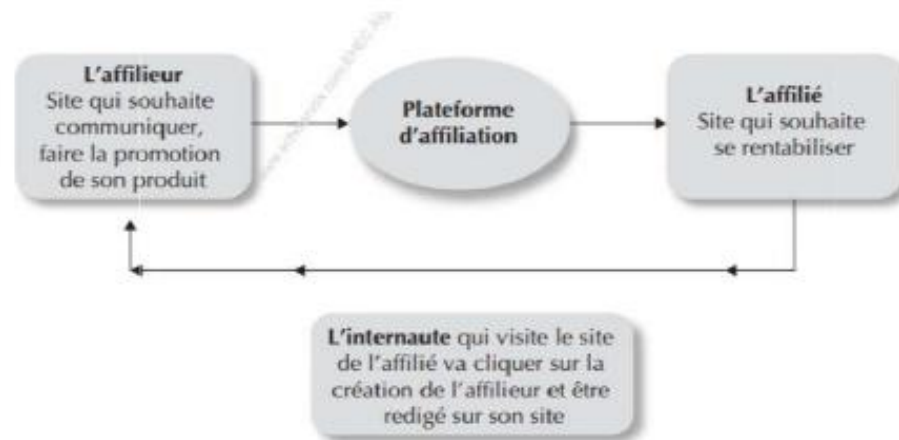 L'affilieur
Site qui souhaite
communiquer,
faire la promotion
de son produit
Plateforme
d'affiliation
L'affilié
Site qui souhaite
se rentabiliser
L'internaute qui visite le site
de l'affilié va cliquer sur la
création de l'affilieur et être
redigé sur son site